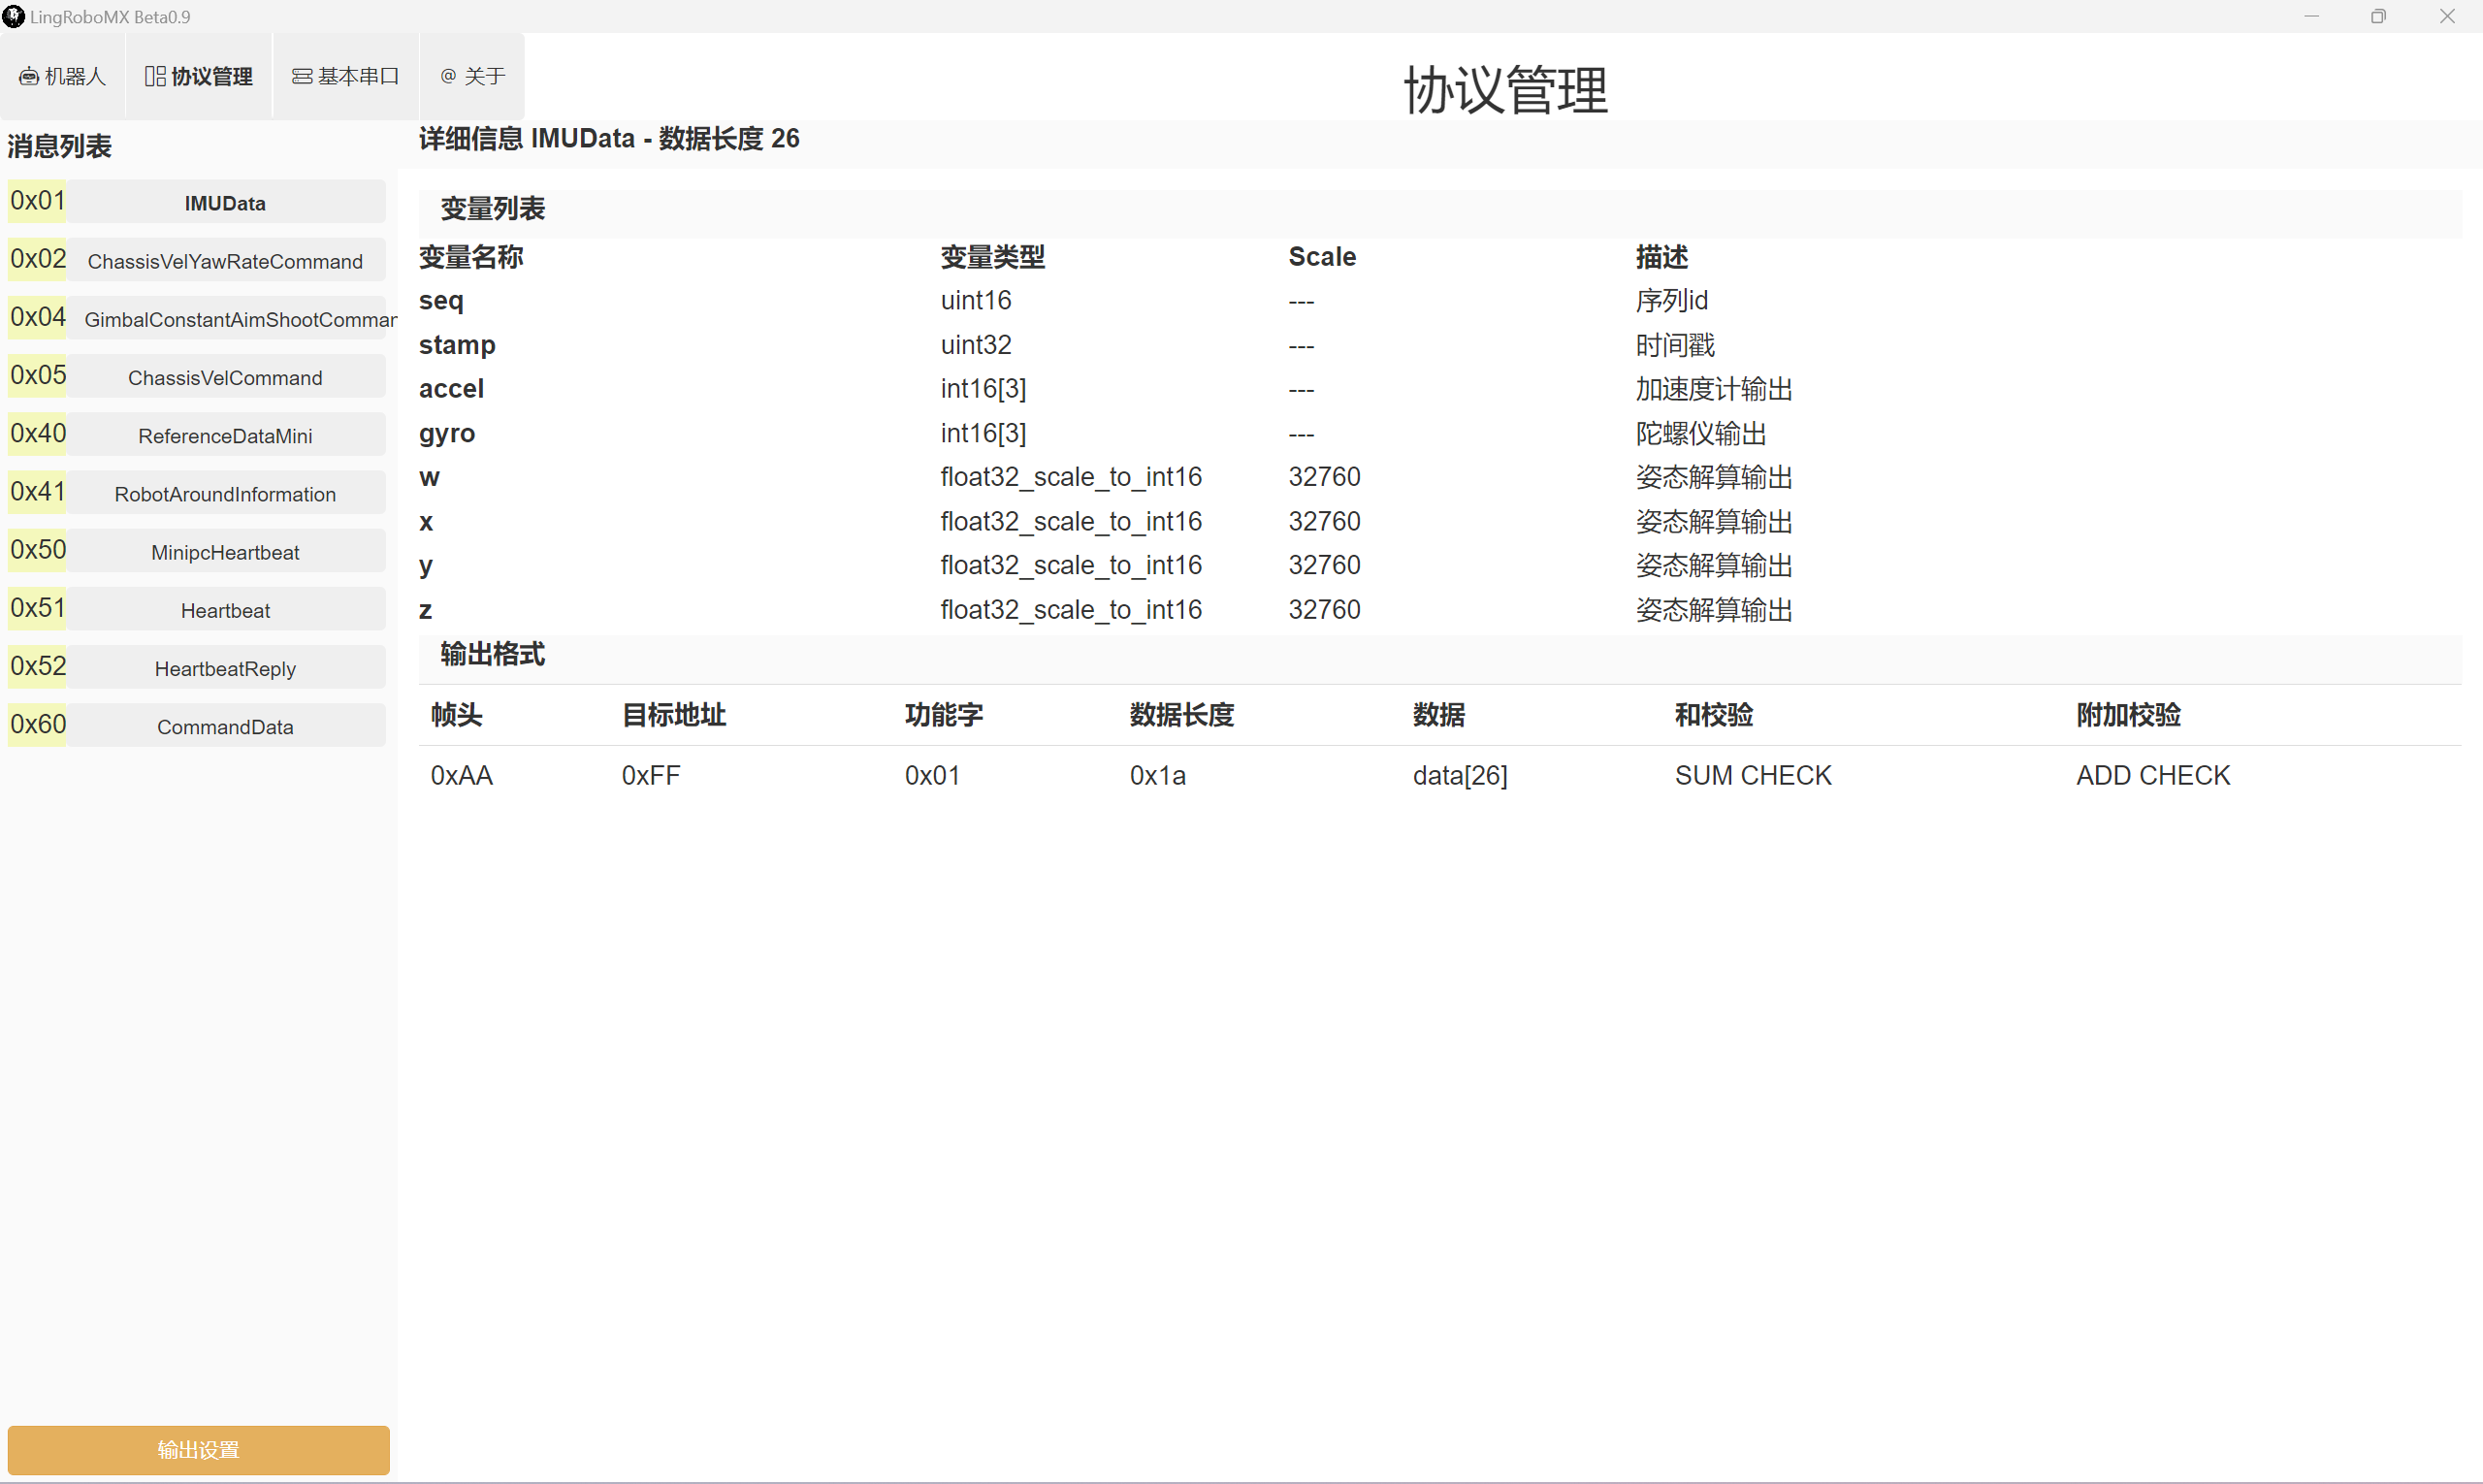 LingRoboMX Beta0.9
机器人 协议管理 基本串口 关于
协议管理
消息列表
0x01 IMUData
0x02 ChassisVelYawRateCommand
0x04 GimbalConstantAimShootComman
0x05 ChassisVelCommand
0x40 ReferenceDataMini
0x41 RobotAroundInformation
0x50 MinipcHeartbeat
0x51 Heartbeat
0x52 HeartbeatReply
0x60 CommandData
输出设置
详细信息 IMUData - 数据长度 26
变量列表
变量名称 变量类型 Scale 描述
seq uint16 --- 序列id
stamp uint32 --- 时间戳
accel int16[3] --- 加速度计输出
gyro int16[3] --- 陀螺仪输出
w float32_scale_to_int16 32760 姿态解算输出
x float32_scale_to_int16 32760 姿态解算输出
y float32_scale_to_int16 32760 姿态解算输出
z float32_scale_to_int16 32760 姿态解算输出
输出格式
帧头 目标地址 功能字 数据长度 数据 和校验 附加校验
0xAA 0xFF 0x01 0x1a data[26] SUM CHECK ADD CHECK